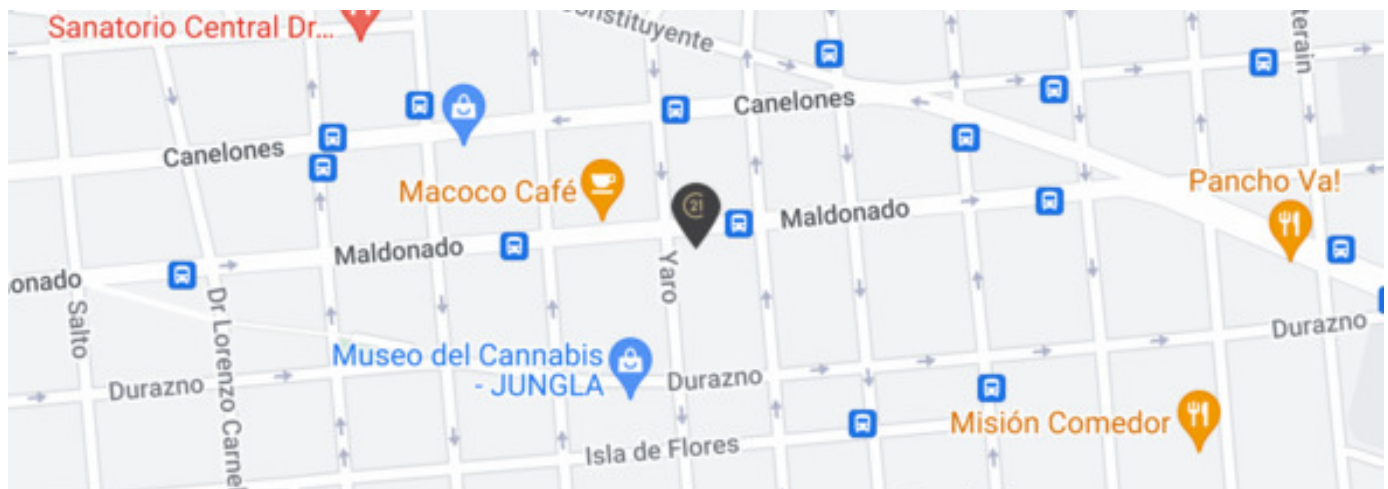 Sanatorio Central Dr...
onstituyente
terrain
Canelones
Canelones
Macoco Café
21
Pancho Va!
Maldonado
Maldonado
onado
Yaro
Salto
Dr Lorenzo Carne
Museo del Cannabis
- JUNGLA
Durazno
Durazno
Durazno
Misión Comedor
Isla de Flores